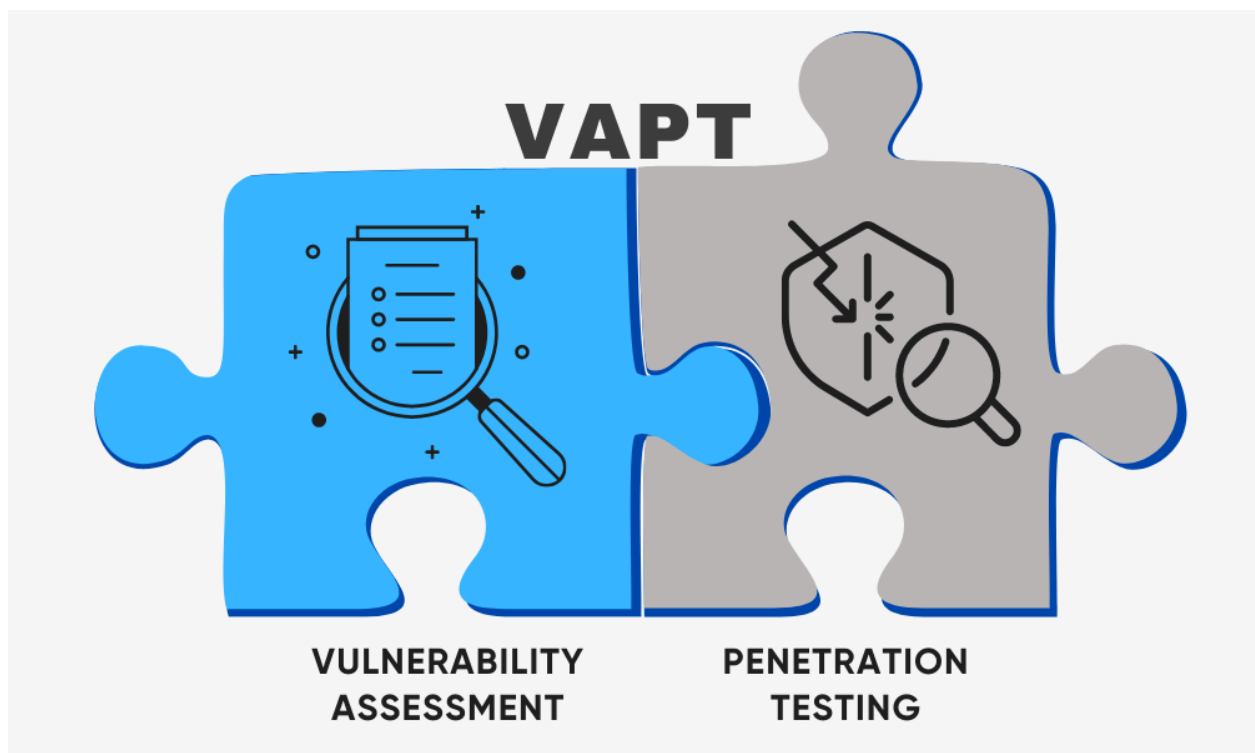 VAPT
VULNERABILITY
ASSESSMENT
PENETRATION
TESTING